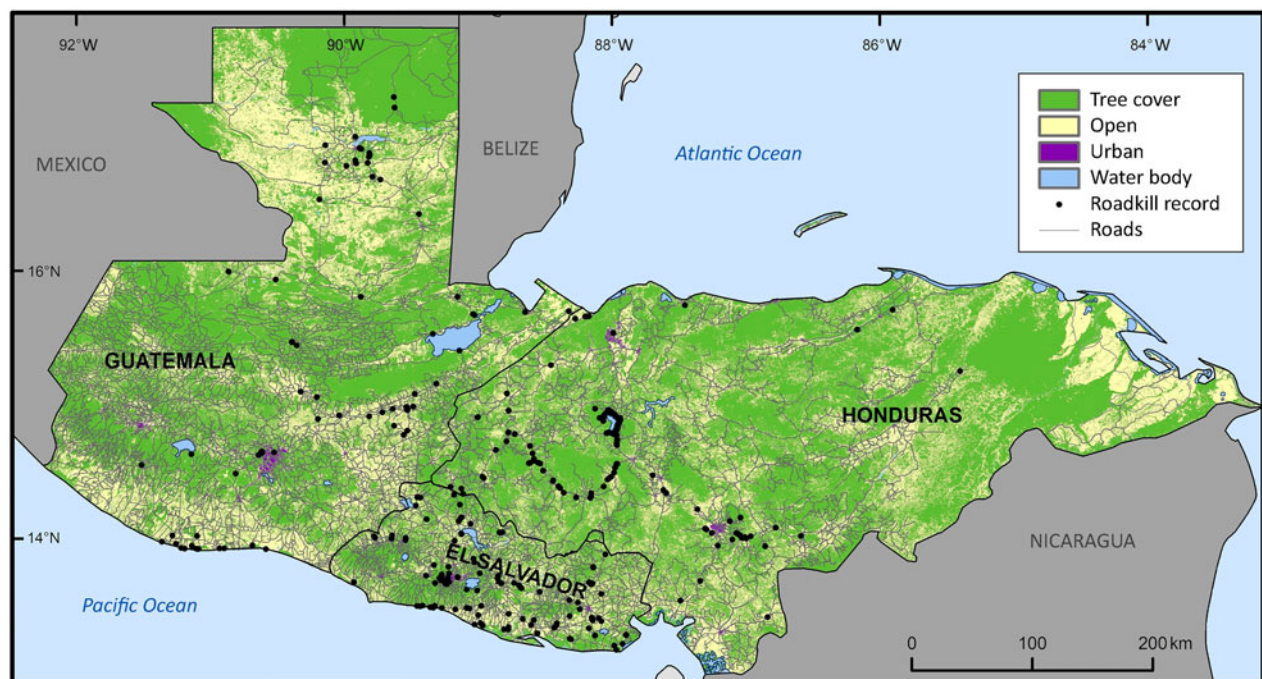 92°W
90°W
88°W
86°W
84°W
Tree cover
Open
Urban
Water body
Roadkill record
Roads
MEXICO
BELIZE
Atlantic Ocean
16°N
GUATEMALA
HONDURAS
14°N
EL SALVADOR
NICARAGUA
Pacific Ocean
0 100 200 km